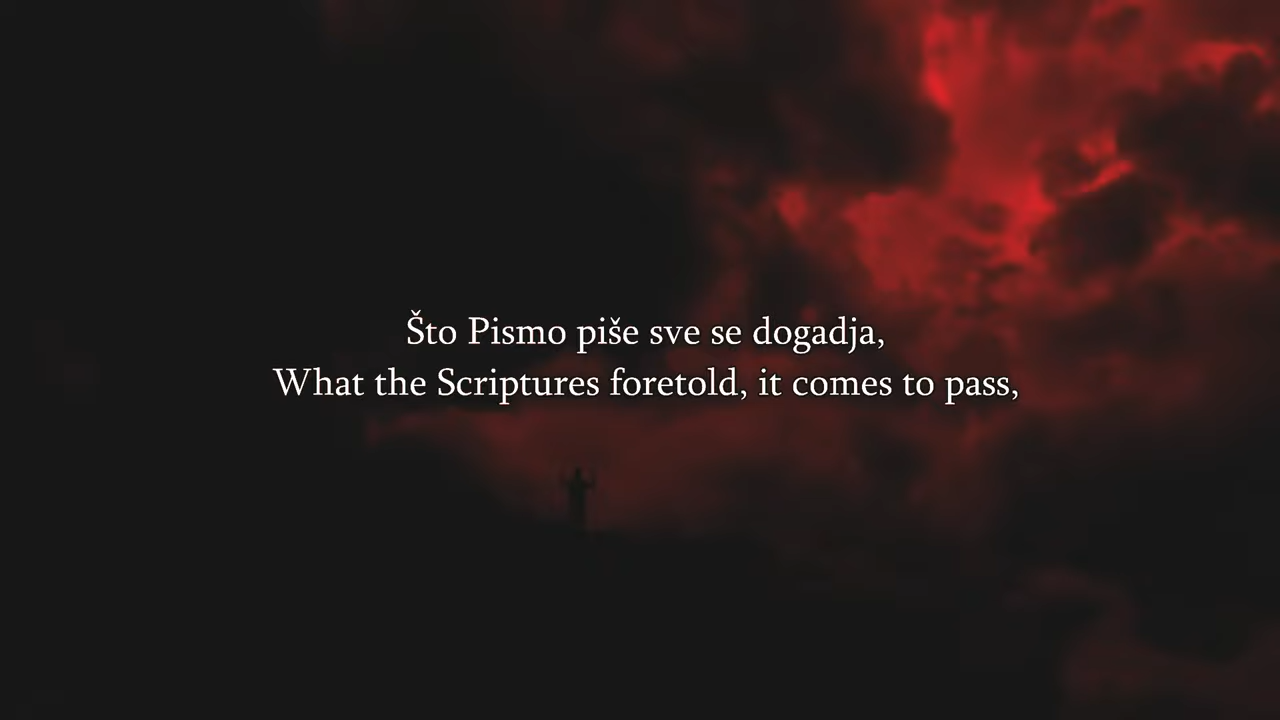 Što Pismo piše sve se dogadja,
What the Scriptures foretold, it comes to pass,